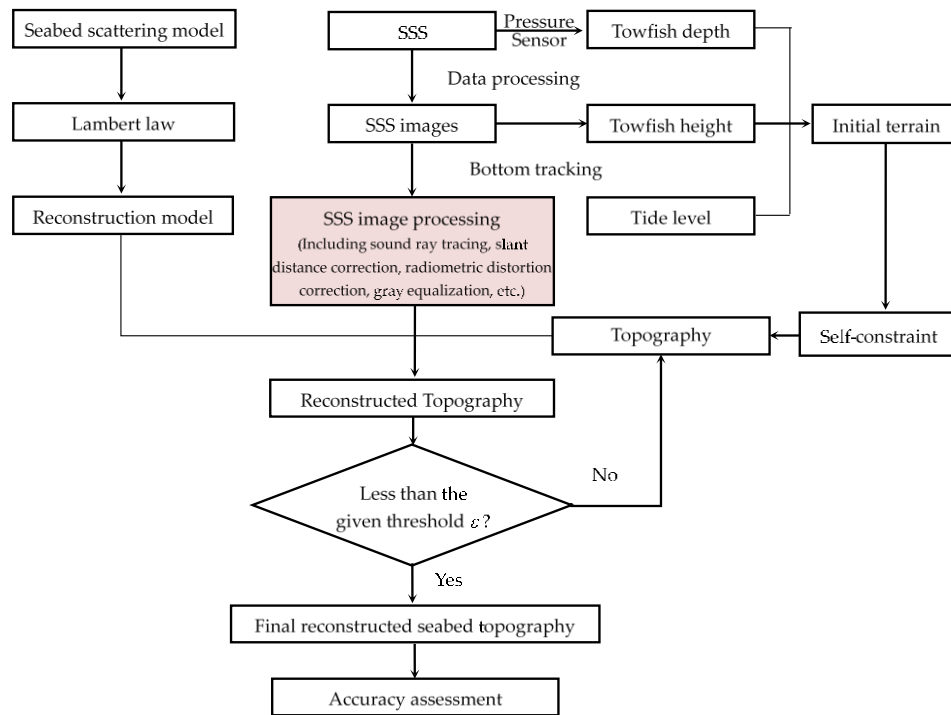 Seabed scattering model
SSS
Pressure
Sensor
Towfish depth
Data processing
Lambert law
SSS images
Towfish height
Initial terrain
Bottom tracking
Reconstruction model
SSS image processing
(Including sound ray tracing, slant
distance correction, radiometric distortion
correction, gray equalization, etc.)
Tide level
Topography
Self-constraint
Reconstructed Topography
No
Less than the
given threshold ε?
Yes
Final reconstructed seabed topography
Accuracy assessment